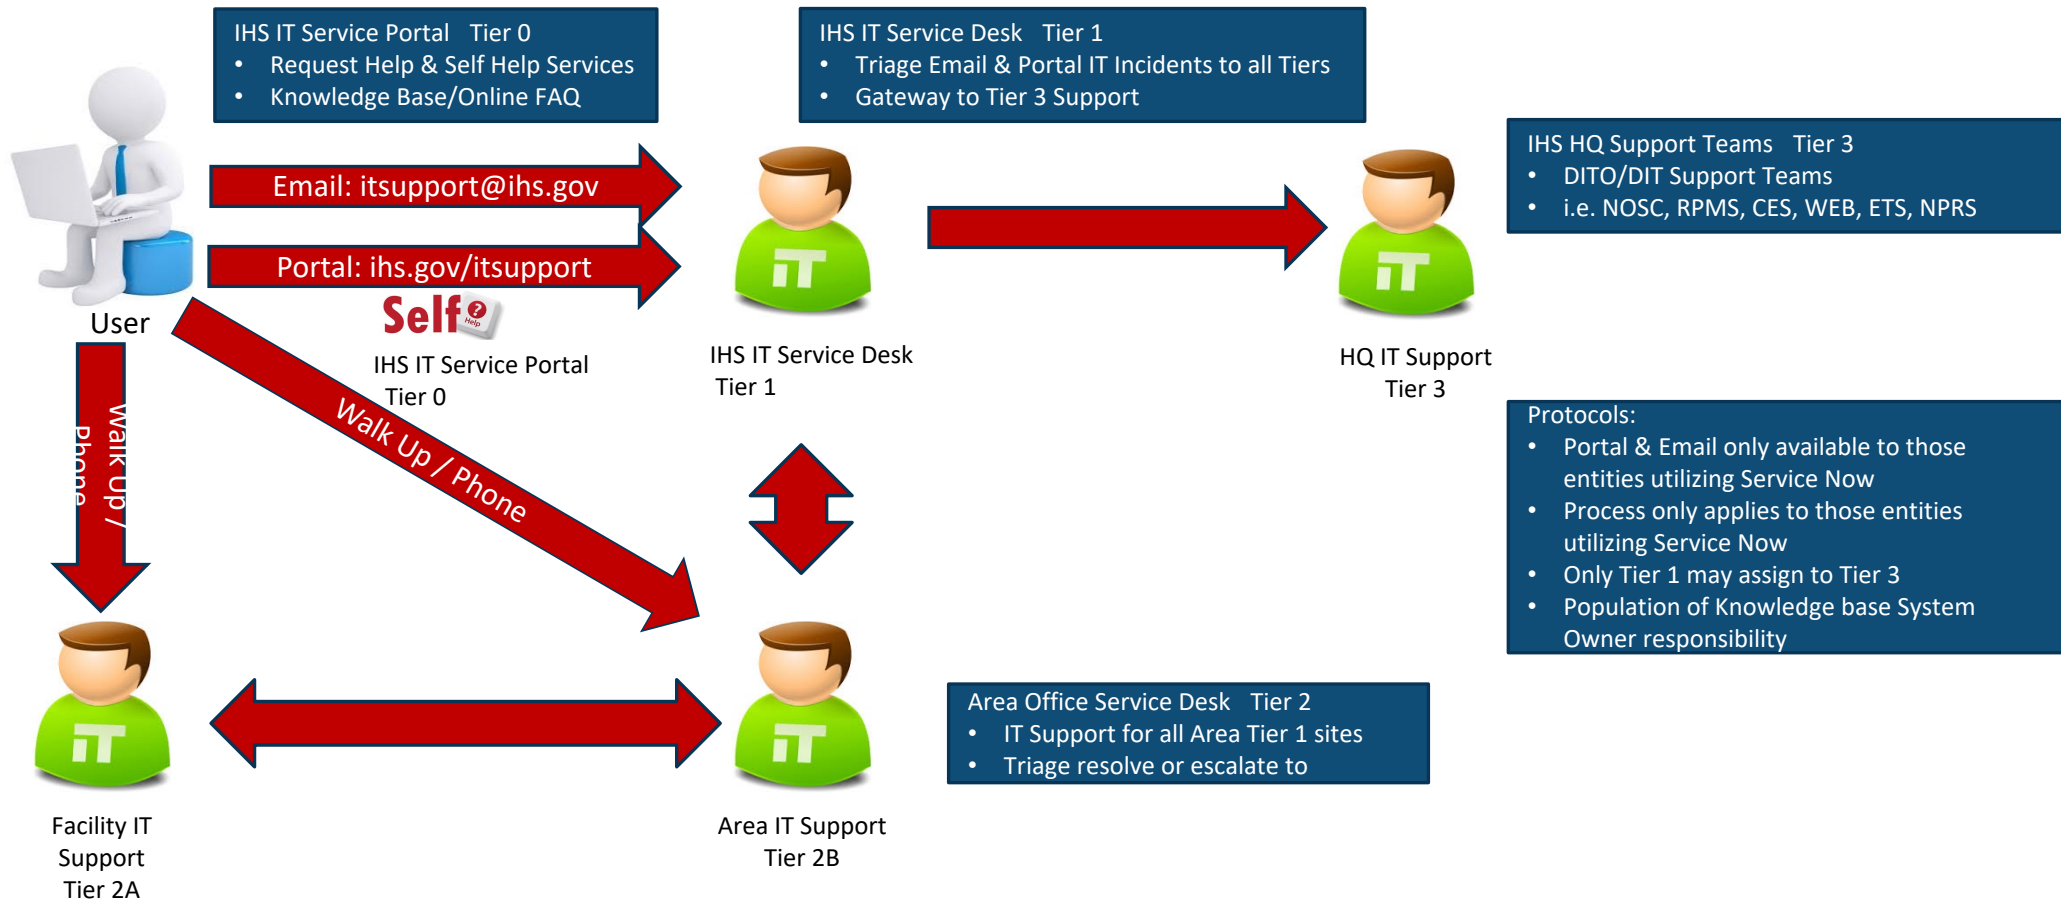 IHS IT Service Portal Tier 0
• Request Help & Self Help Services
• Knowledge Base/Online FAQ
IHS IT Service Desk Tier 1
• Triage Email & Portal IT Incidents to all Tiers
• Gateway to Tier 3 Support
IHS HQ Support Teams Tier 3
• DITO/DIT Support Teams
• i.e. NOSC, RPMS, CES, WEB, ETS, NPRS
Email: itsupport@ihs.gov
Portal: ihs.gov/itsupport
Self
?
Help
User
IHS IT Service Portal
Tier 0
iT
IHS IT Service Desk
Tier 1
iT
HQ IT Support
Tier 3
Walk Up /
Phone
Walk Up / Phone
Protocols:
• Portal & Email only available to those
entities utilizing Service Now
• Process only applies to those entities
utilizing Service Now
• Only Tier 1 may assign to Tier 3
• Population of Knowledge base System
Owner responsibility
iT
Facility IT
Support
Tier 2A
iT
Area IT Support
Tier 2B
Area Office Service Desk Tier 2
• IT Support for all Area Tier 1 sites
• Triage resolve or escalate to